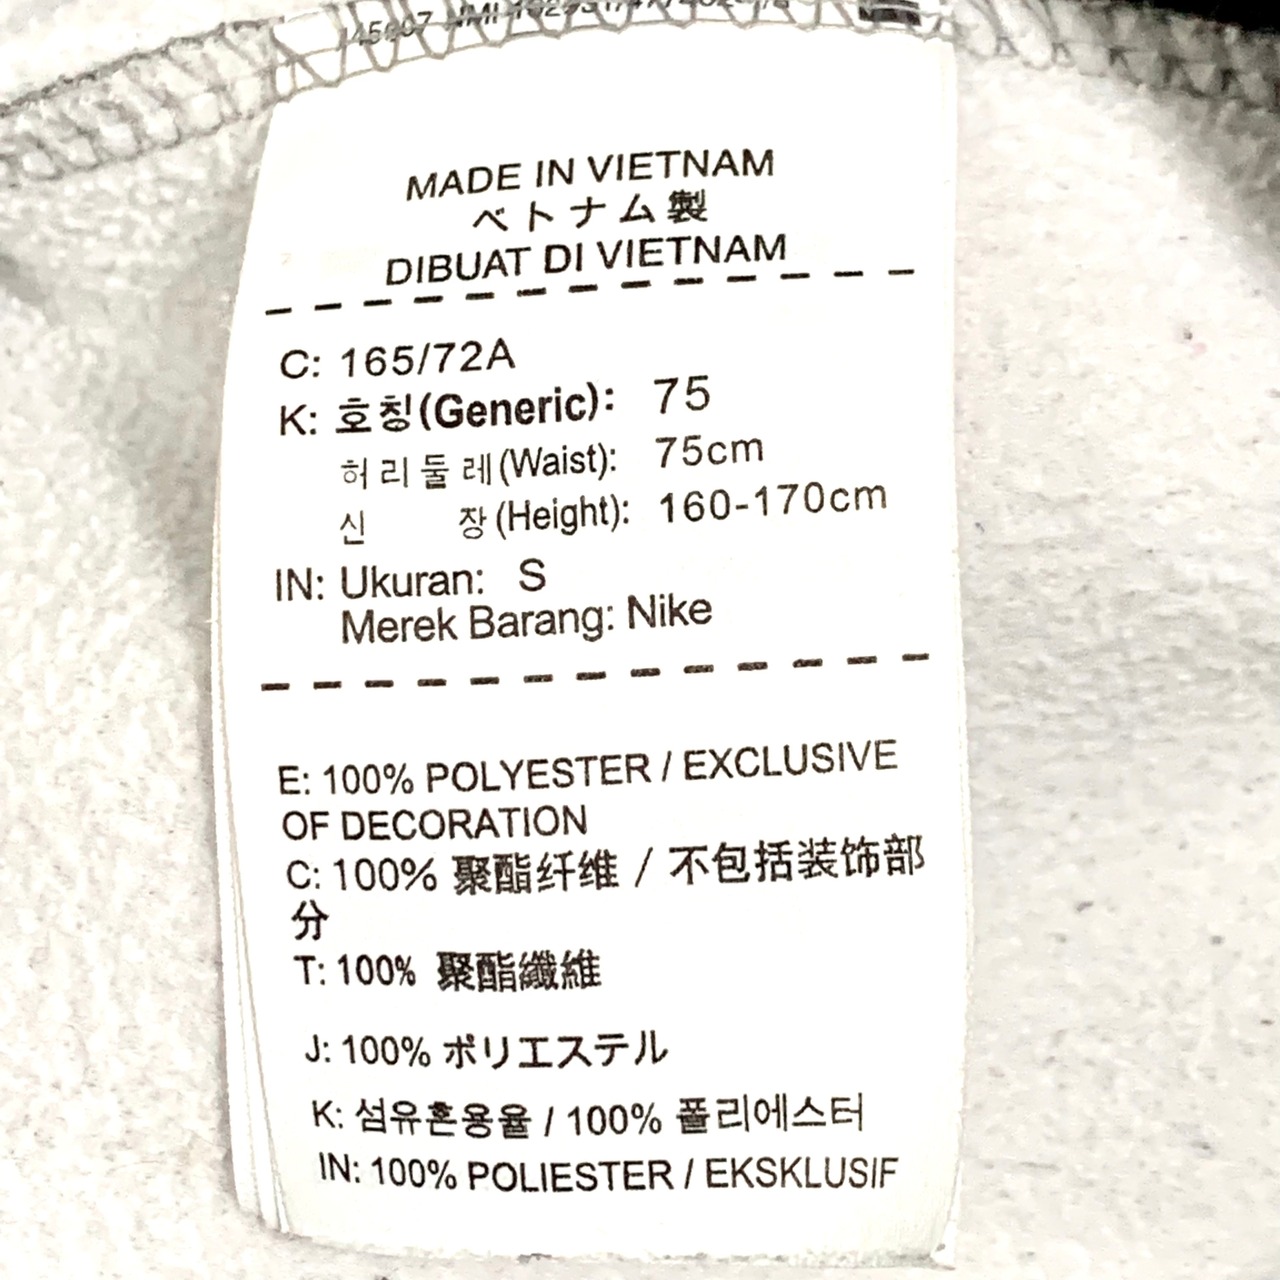 MADE IN VIETNAM
ベトナム製
DIBUAT DI VIETNAM
C: 165/72A
K: 호칭(Generic): 75
허리둘레(Waist): 75cm
신 장(Height): 160-170cm
IN: Ukuran: S
Merek Barang: Nike
E: 100% POLYESTER / EXCLUSIVE
OF DECORATION
C: 100% 聚酯纤维 / 不包括装饰部
分
T: 100% 聚酯纖維
J: 100% ポリエステル
K: 섬유혼용율 / 100% 폴리에스터
IN: 100% POLIESTER / EKSKLUSIF